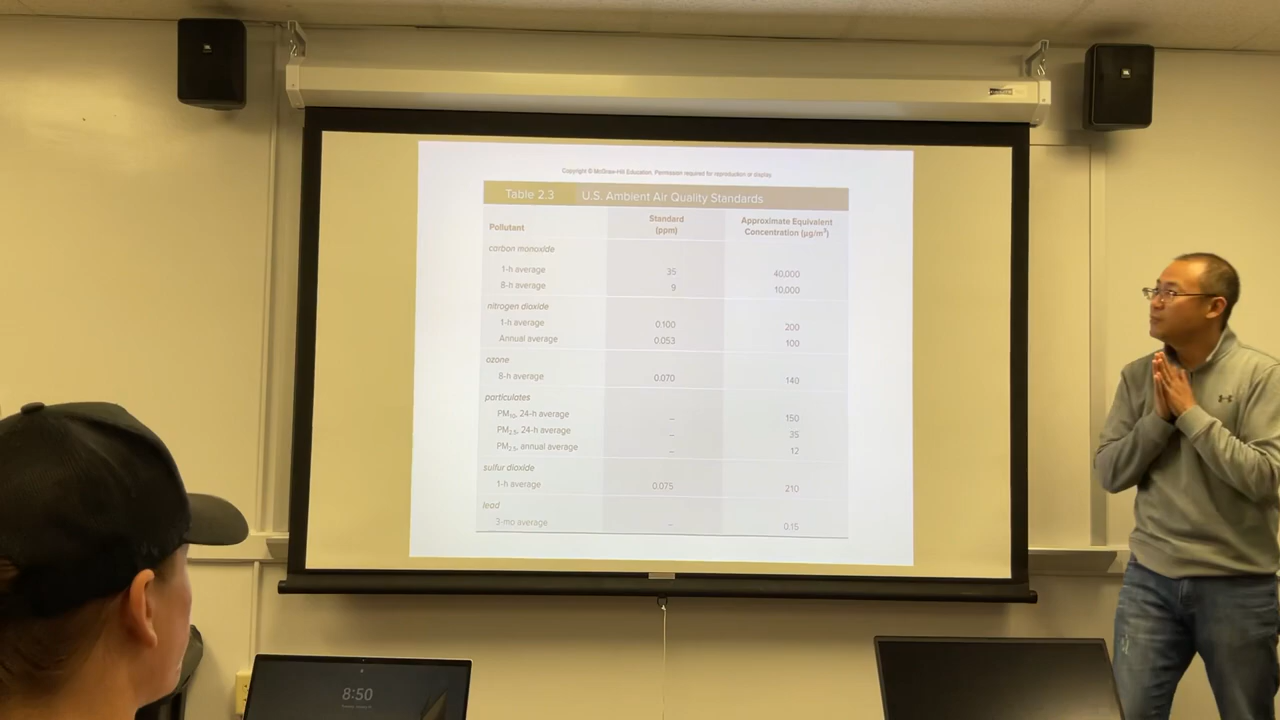 Copyright © McGraw-Hill Education. Permission required for reproduction or display
Table 2.3 U.S. Ambient Air Quality Standards
Pollutant Standard (ppm) Approximate Equivalent Concentration (µg/m³)
carbon monoxide
1-h average 35 40,000
8-h average 9 10,000
nitrogen dioxide
1-h average 0.100 200
Annual average 0.053 100
ozone
8-h average 0.070 140
particulates
PM₁₀, 24-h average – 150
PM₂.₅, 24-h average – 35
PM₂.₅, annual average – 12
sulfur dioxide
1-h average 0.075 210
lead
3-mo average – 0.15
JBL
8:50